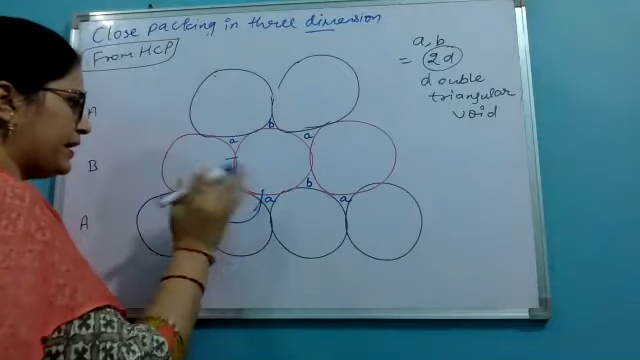 Close packing in three dimension
From HCP
a, b
= 2d
double
triangular
void
A
b
a
a
B
b
a
a
A